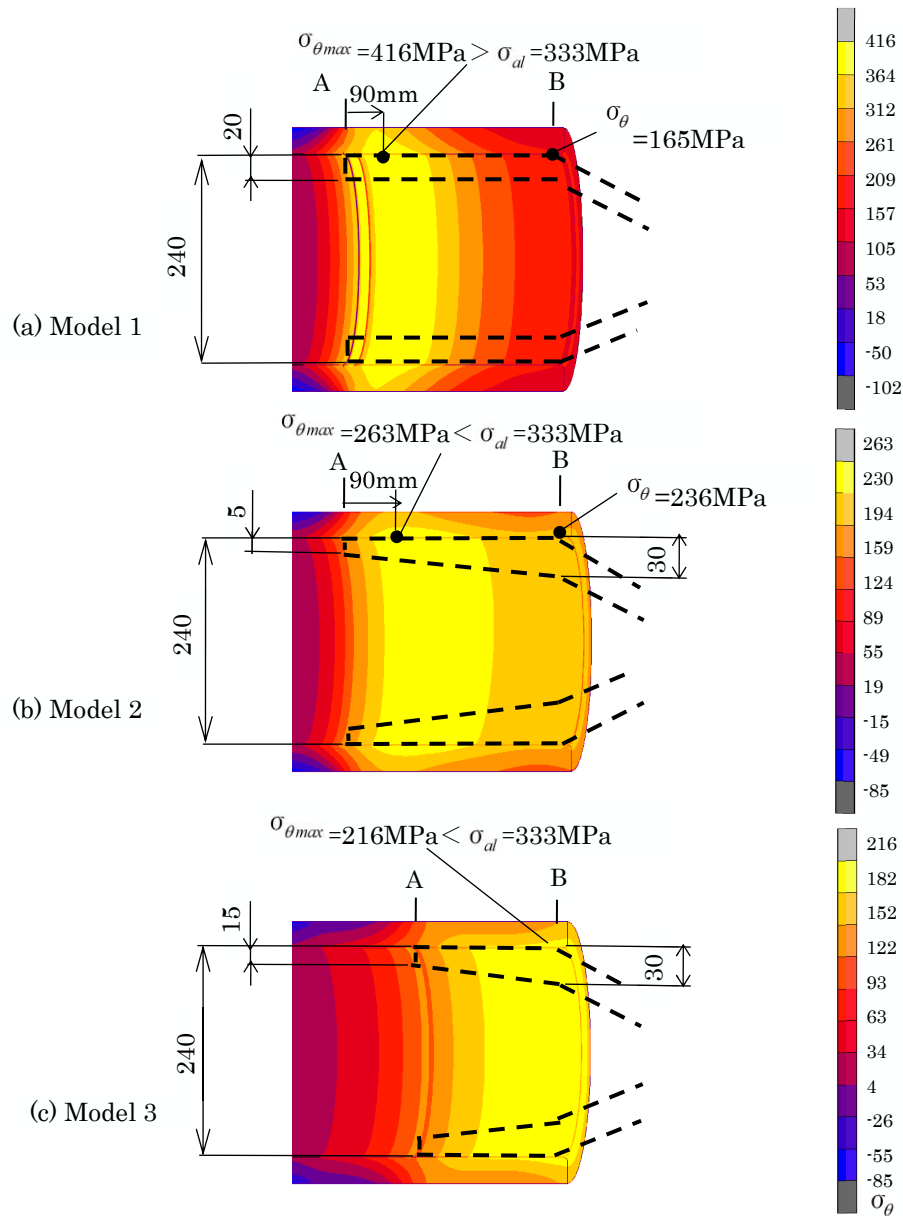 σθmax=416MPa > σal=333MPa
A
90mm
B
σθ
=165MPa
20
240
(a) Model 1
416
364
312
261
209
157
105
53
18
-50
-102
σθmax=263MPa< σal=333MPa
A
90mm
B
σθ=236MPa
5
30
240
(b) Model 2
263
230
194
159
124
89
55
19
-15
-49
-85
σθmax=216MPa< σal=333MPa
A
B
15
30
240
(c) Model 3
216
182
152
122
93
63
34
4
-26
-55
-85
σθ